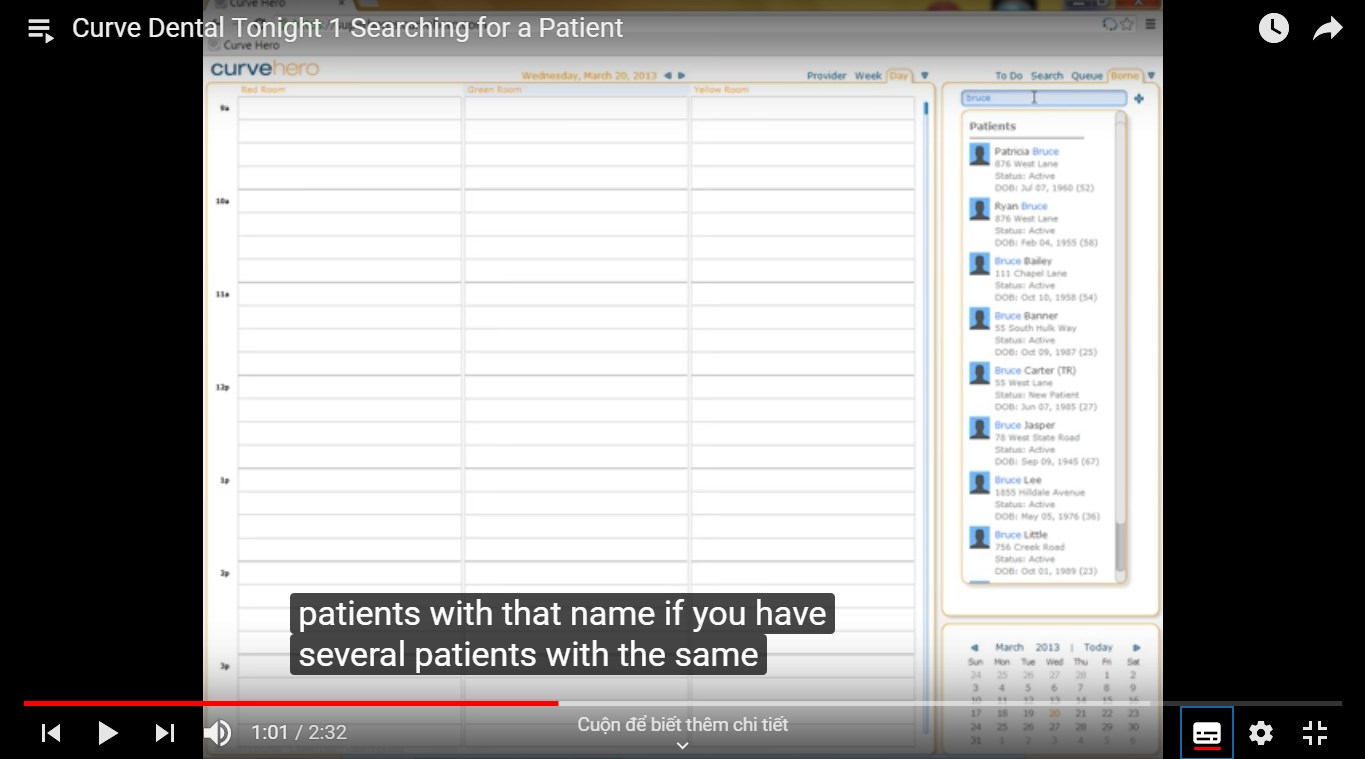 Curve Hero
Curve Dental Tonight 1 Searching for a Patient
Curve Hero
curvehero
Wednesday, March 20, 2013
Provider Week Day
To Do Search Queue Borne
Red Room
Green Room
Yellow Room
bruce
9a
10a
11a
12p
1p
2p
3p
Patients
Patricia Bruce
876 West Lane
Status: Active
DOB: Jul 07, 1960 (52)
Ryan Bruce
876 West Lane
Status: Active
DOB: Feb 04, 1955 (58)
Bruce Bailey
111 Chapel Lane
Status: Active
DOB: Oct 10, 1958 (54)
Bruce Banner
55 South Hulk Way
Status: Active
DOB: Oct 09, 1987 (25)
Bruce Carter (TR)
55 West Lane
Status: New Patient
DOB: Jun 07, 1985 (27)
Bruce Jasper
78 West State Road
Status: Active
DOB: Sep 09, 1945 (67)
Bruce Lee
1855 Hilldale Avenue
Status: Active
DOB: May 05, 1976 (36)
Bruce Little
756 Creek Road
Status: Active
DOB: Oct 01, 1989 (23)
patients with that name if you have
several patients with the same
March 2013 | Today
Sun Mon Tue Wed Thu Fri Sat
24 25 26 27 28 1 2
3 4 5 6 7 8 9
10 11 12 13 14 15 16
17 18 19 20 21 22 23
24 25 26 27 28 29 30
31 1 2 3 4 5 6
1:01 / 2:32
Cuộn để biết thêm chi tiết